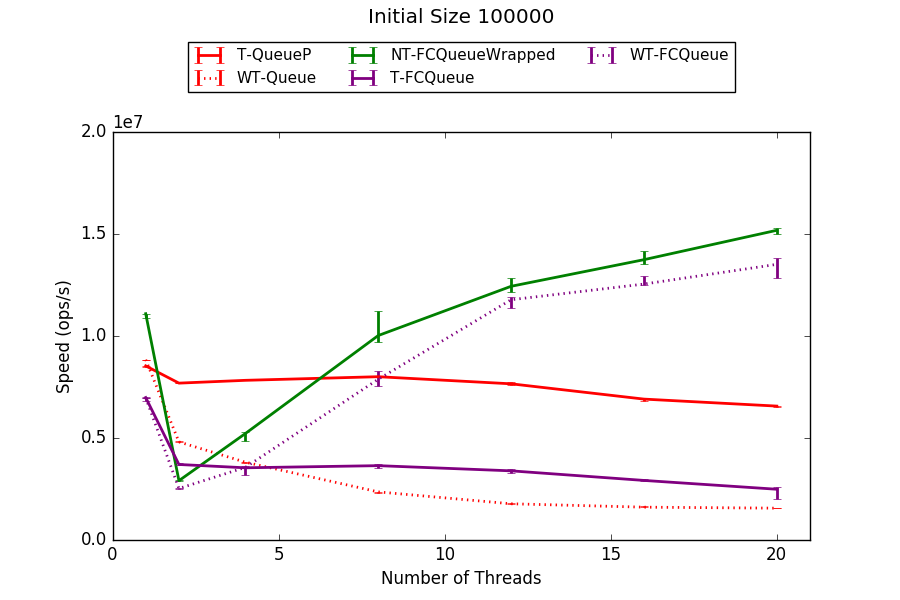 Initial Size 100000
T-QueueP NT-FCQueueWrapped WT-FCQueue
WT-Queue T-FCQueue
1e7
2.0
1.5
1.0
0.5
0.0
Speed (ops/s)
0 5 10 15 20
Number of Threads